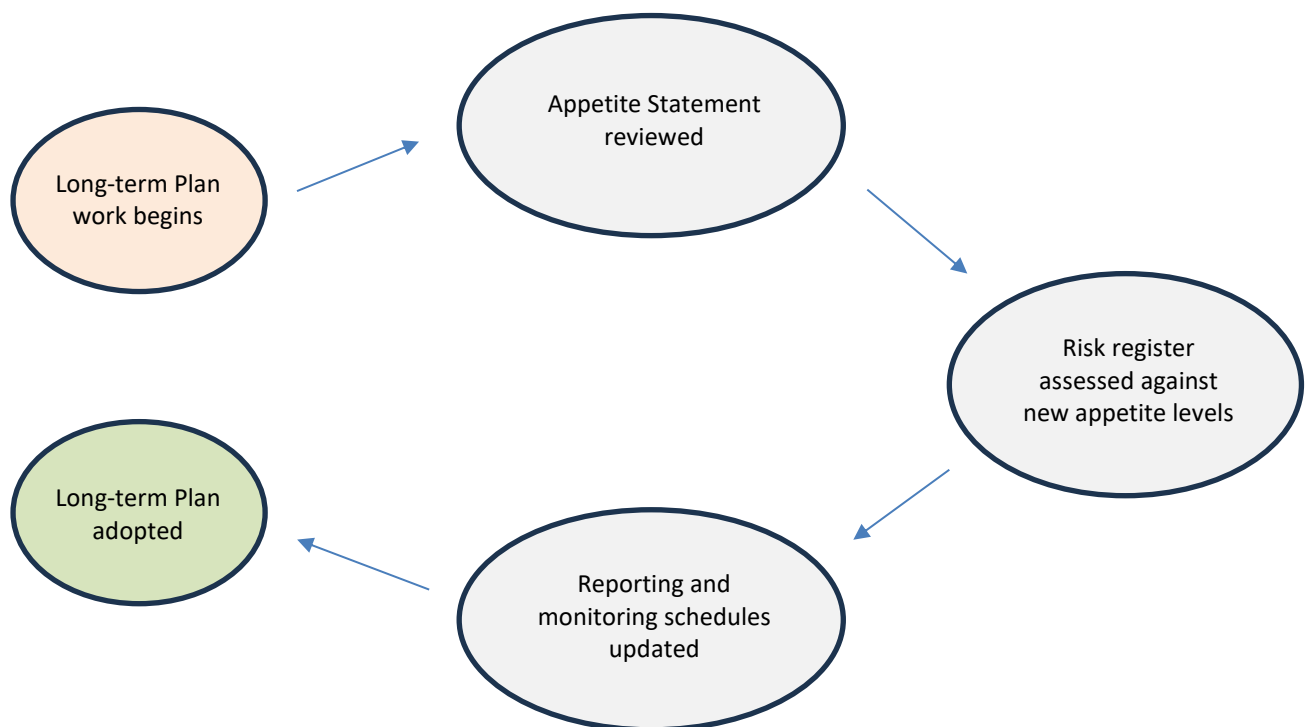 Long-term Plan
work begins
Appetite Statement
reviewed
Risk register
assessed against
new appetite levels
Reporting and
monitoring schedules
updated
Long-term Plan
adopted